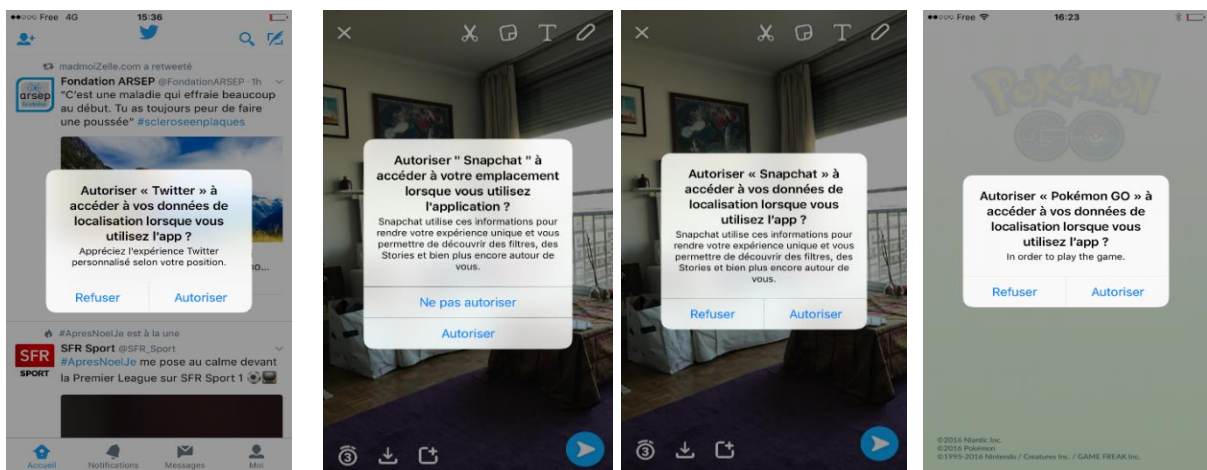 Free 4G 15:36
madmoiZelle.com a retweeté
Fondation ARSEP @FondationARSEP · 1h
arsep
"C'est une maladie qui effraie beaucoup
au début. Tu as toujours peur de faire
une poussée" #scleroseenplaques
Autoriser « Twitter » à
accéder à vos données de
localisation lorsque vous
utilisez l'app ?
Appréciez l'expérience Twitter
personnalisé selon votre position.
Refuser Autoriser
#ApresNoelJe est à la une
SFR Sport @SFR_Sport
SFR
SPORT
#ApresNoelJe me pose au calme devant
la Premier League sur SFR Sport 1
Accueil Notifications Messages Moi
T
Autoriser " Snapchat " à
accéder à votre emplacement
lorsque vous utilisez
l'application ?
Snapchat utilise ces informations pour
rendre votre expérience unique et vous
permettre de découvrir des filtres, des
Stories et bien plus encore autour de
vous.
Ne pas autoriser
Autoriser
3
T
Autoriser « Snapchat » à
accéder à vos données de
localisation lorsque vous
utilisez l'app ?
Snapchat utilise ces informations pour
rendre votre expérience unique et vous
permettre de découvrir des filtres, des
Stories et bien plus encore autour de
vous.
Refuser Autoriser
3
Free 16:23
POKÉMON
GO
Autoriser « Pokémon GO » à
accéder à vos données de
localisation lorsque vous
utilisez l'app ?
In order to play the game.
Refuser Autoriser
©2016 Niantic Inc.
©2016 Pokémon
©1995-2016 Nintendo / Creatures Inc. / GAME FREAK Inc.